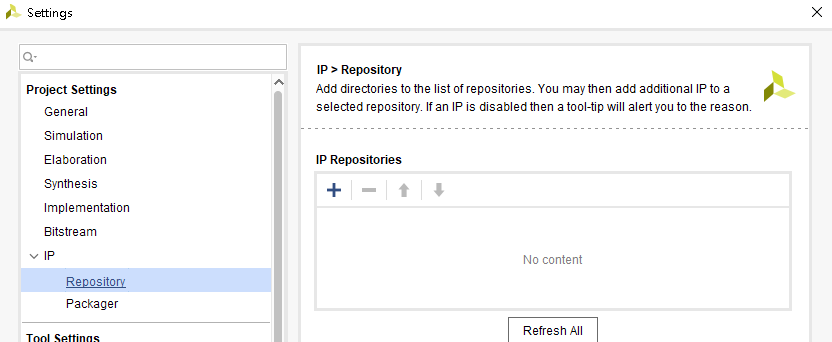 Settings
Project Settings
General
Simulation
Elaboration
Synthesis
Implementation
Bitstream
IP
Repository
Packager
Tool Settings
IP > Repository
Add directories to the list of repositories. You may then add additional IP to a
selected repository. If an IP is disabled then a tool-tip will alert you to the reason.
IP Repositories
No content
Refresh All